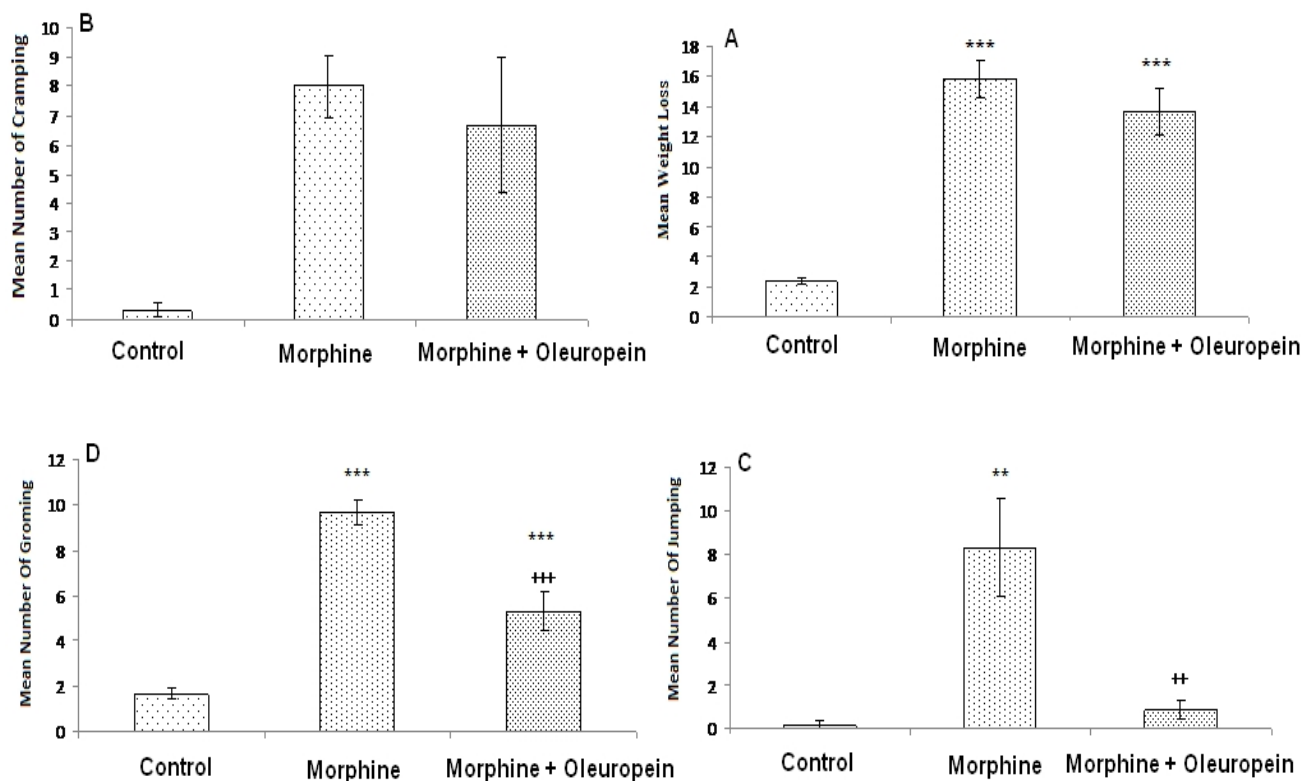 B
Mean Number of Cramping
10
9
8
7
6
5
4
3
2
1
0
Control
Morphine
Morphine + Oleuropein
A
Mean Weight Loss
18
16
14
12
10
8
6
4
2
0
***
***
Control
Morphine
Morphine + Oleuropein
D
Mean Number Of Groming
12
10
8
6
4
2
0
***
***
‡‡‡
Control
Morphine
Morphine + Oleuropein
C
Mean Number Of Jumping
12
10
8
6
4
2
0
**
‡‡
Control
Morphine
Morphine + Oleuropein